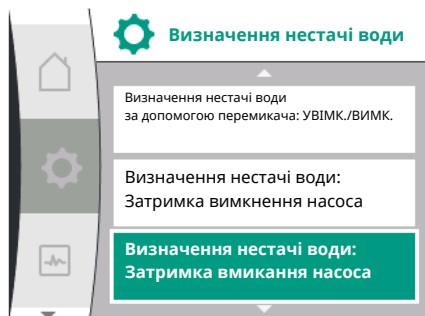 Визначення нестачі води
Визначення нестачі води
за допомогою перемикача: УВІМК./ВИМК.
Визначення нестачі води:
Затримка вимкнення насоса
Визначення нестачі води:
Затримка вмикання насоса